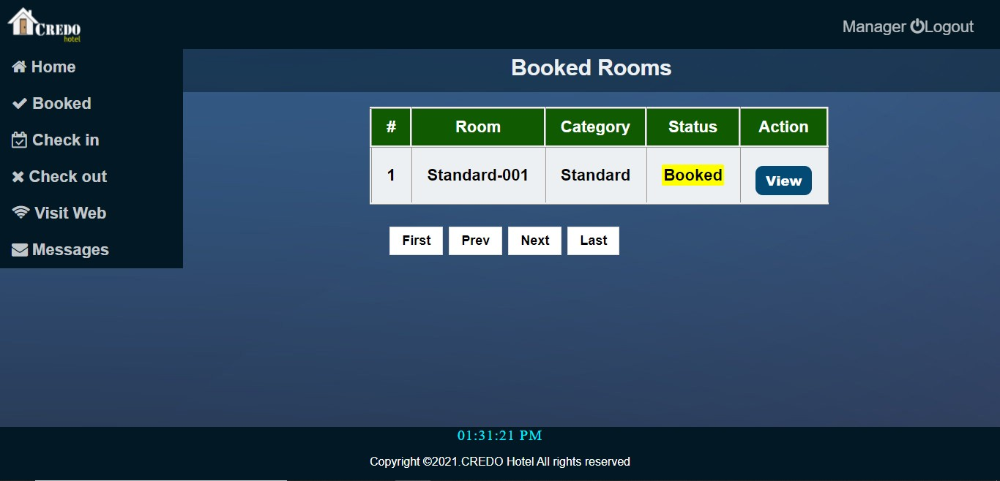 CREDO
hotel
Manager Logout
Home
Booked
Check in
Check out
Visit Web
Messages
Booked Rooms
# Room Category Status Action
1 Standard-001 Standard Booked View
First Prev Next Last
01:31:21 PM
Copyright ©2021.CREDO Hotel All rights reserved